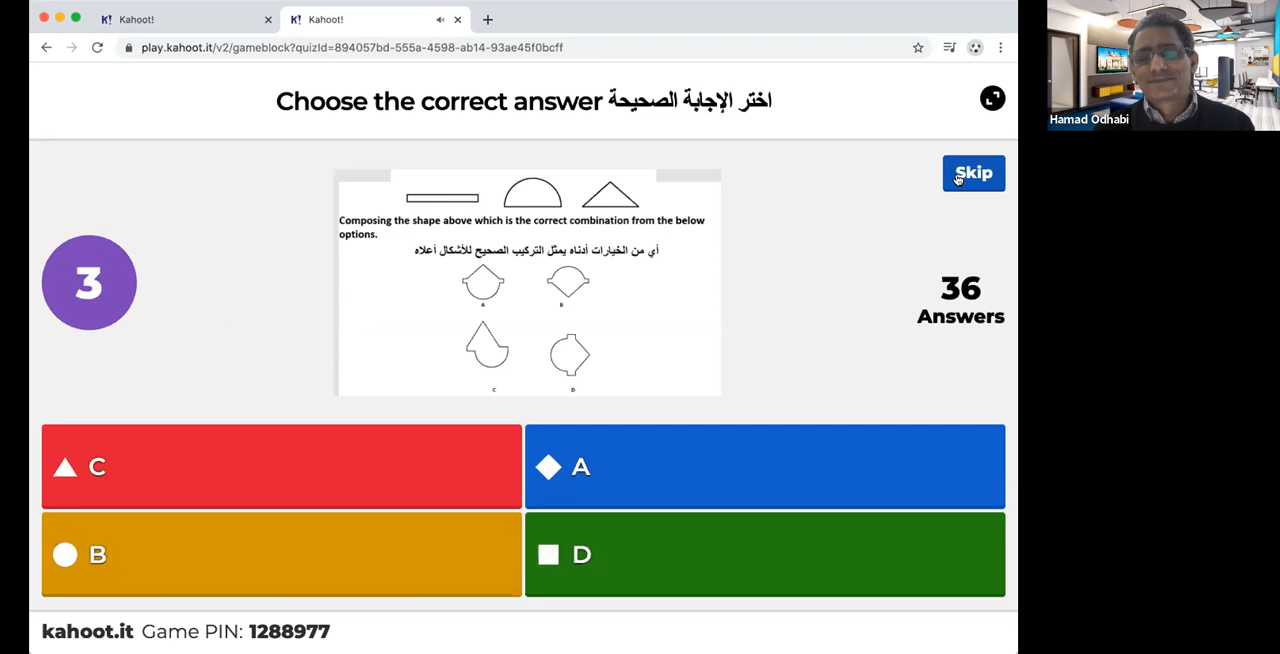 Kahoot!
Kahoot!
play.kahoot.it/v2/gameblock?quizId=894057bd-555a-4598-ab14-93ae45f0bcff
Choose the correct answer اختر الإجابة الصحيحة
Hamad Odhabi
Skip
Composing the shape above which is the correct combination from the below
options.
أي من الخيارات أدناه يمثل التركيب الصحيح للأشكال أعلاه
A
B
C
D
3
36
Answers
C
A
B
D
kahoot.it Game PIN: 1288977